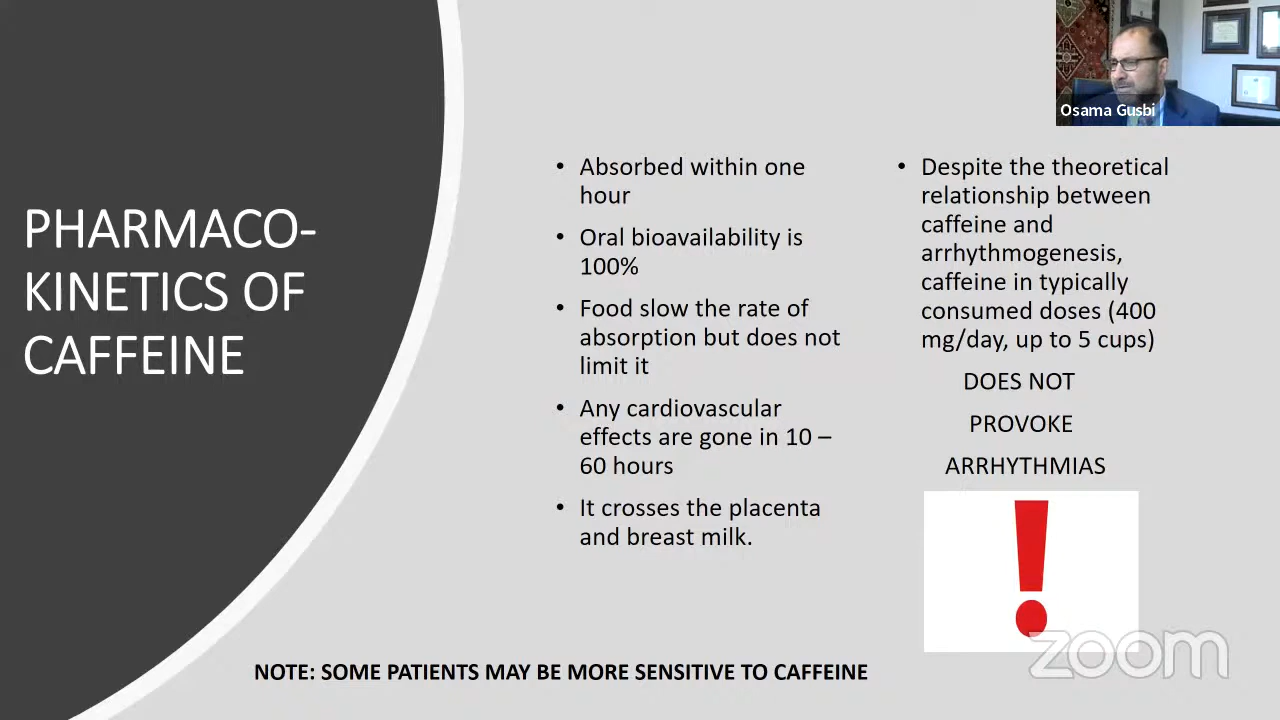 Osama Gusbi
PHARMACO-
KINETICS OF
CAFFEINE
• Absorbed within one
hour
• Oral bioavailability is
100%
• Food slow the rate of
absorption but does not
limit it
• Any cardiovascular
effects are gone in 10 –
60 hours
• It crosses the placenta
and breast milk.
• Despite the theoretical
relationship between
caffeine and
arrhythmogenesis,
caffeine in typically
consumed doses (400
mg/day, up to 5 cups)
DOES NOT
PROVOKE
ARRHYTHMIAS
!
zoom
NOTE: SOME PATIENTS MAY BE MORE SENSITIVE TO CAFFEINE